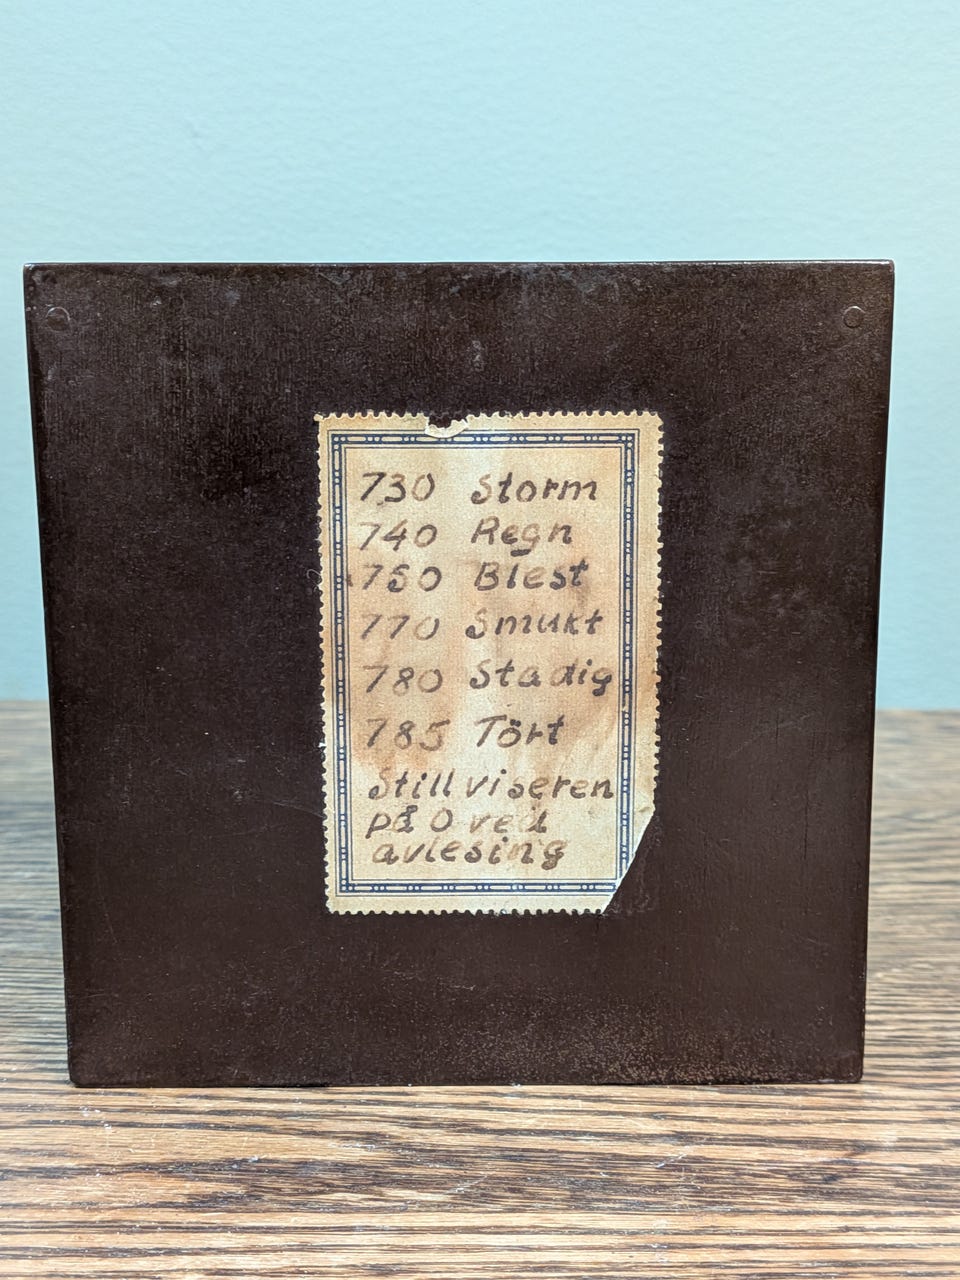 730 Storm
740 Regn
750 Blest
770 Smukt
780 Stadig
785 Tört
Still viseren
på 0 ved
avlesing